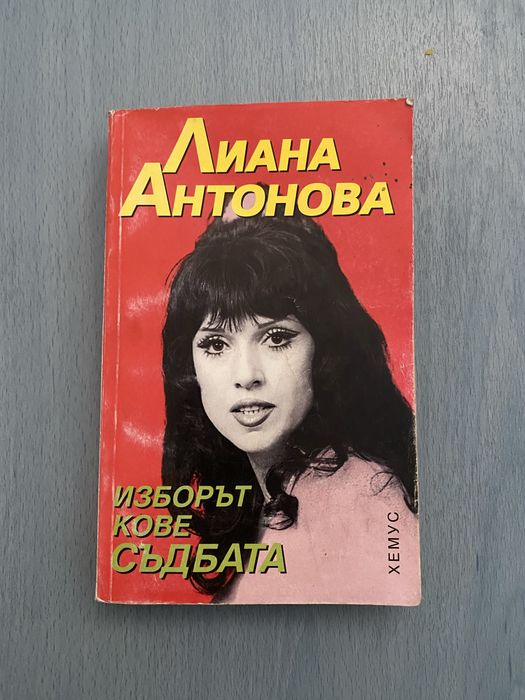 ЛИАНА
АНТОНОВА
ИЗБОРЪТ
КОВЕ
СЪДБАТА
ХЕМУС